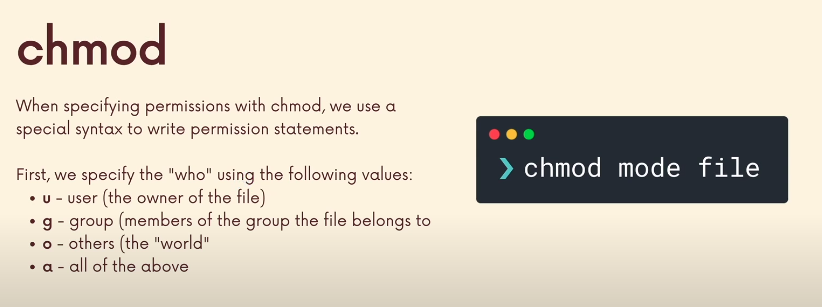 chmod
When specifying permissions with chmod, we use a
special syntax to write permission statements.
First, we specify the "who" using the following values:
• u - user (the owner of the file)
• g - group (members of the group the file belongs to
• o - others (the "world"
• a - all of the above
❯ chmod mode file